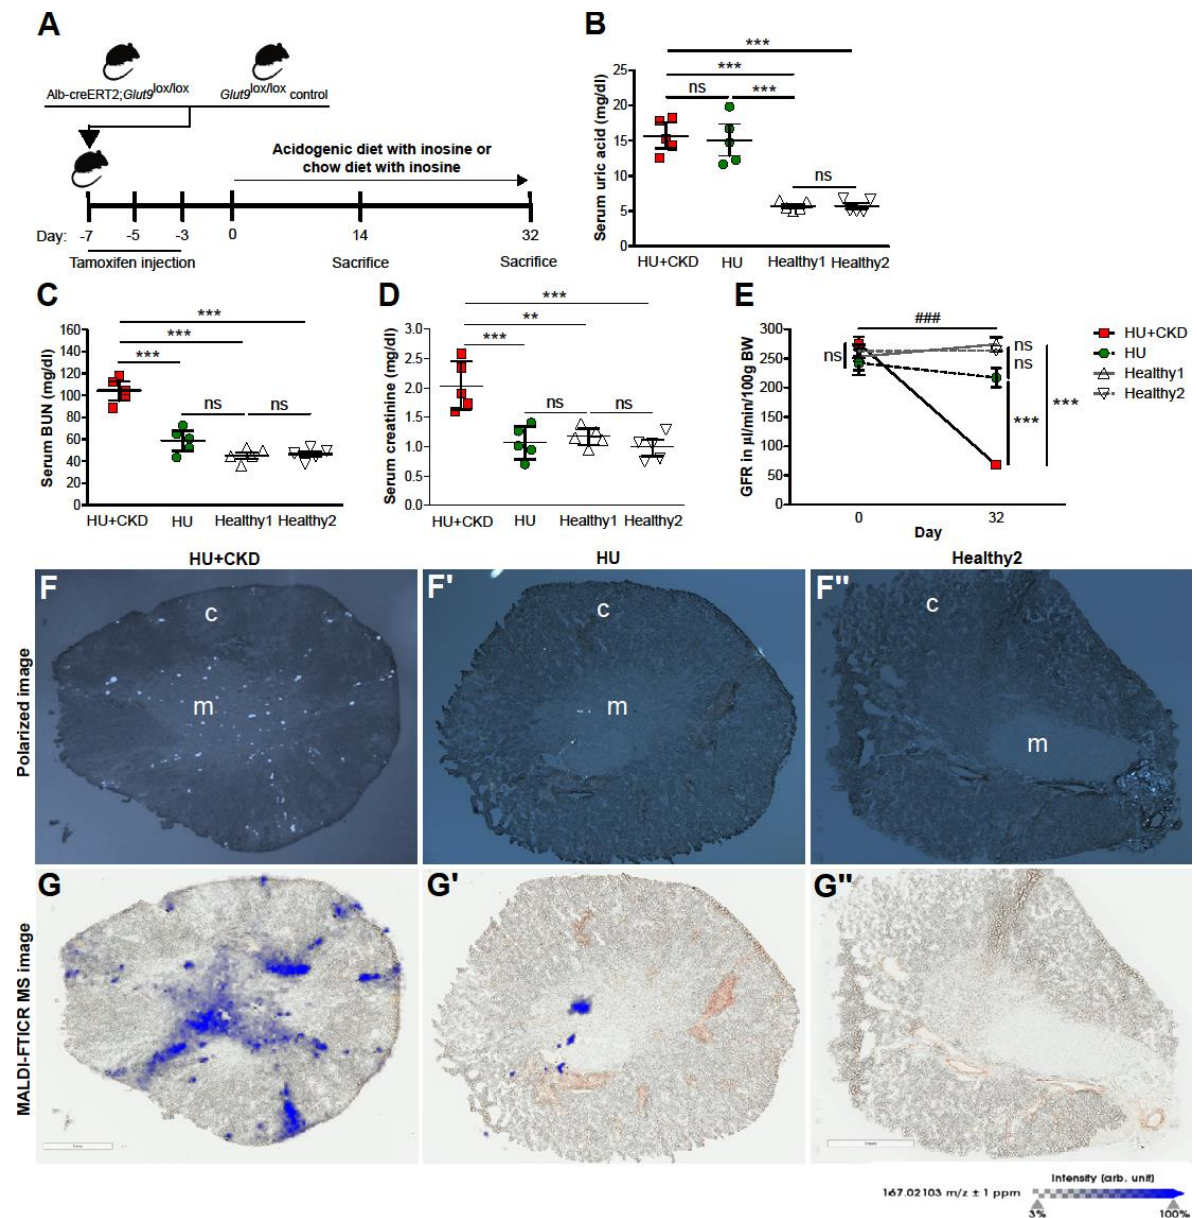 A
Alb-creERT2;Glut9lox/lox
Glut9lox/lox control
Acidogenic diet with inosine or
chow diet with inosine
Day: -7 -5 -3 0 14 32
Tamoxifen injection
Sacrifice
Sacrifice
B
Serum uric acid (mg/dl)
25
20
15
10
5
0
***
***
ns
***
ns
HU+CKD HU Healthy1 Healthy2
C
Serum BUN (mg/dl)
160
140
120
100
80
60
40
20
0
***
***
***
ns
ns
HU+CKD HU Healthy1 Healthy2
D
Serum creatinine (mg/dl)
3.0
2.5
2.0
1.5
1.0
0.5
0.0
***
**
***
ns
ns
HU+CKD HU Healthy1 Healthy2
E
GFR in µl/min/100g BW
300
250
200
150
100
50
0
###
ns
ns
ns
***
***
0 32
Day
HU+CKD
HU
Healthy1
Healthy2
HU+CKD HU Healthy2
Polarized image
F
c
m
F'
c
m
F''
c
m
MALDI-FTICR MS image
G
G'
G''
Intensity (arb. unit)
167.02103 m/z ± 1 ppm
3% 100%